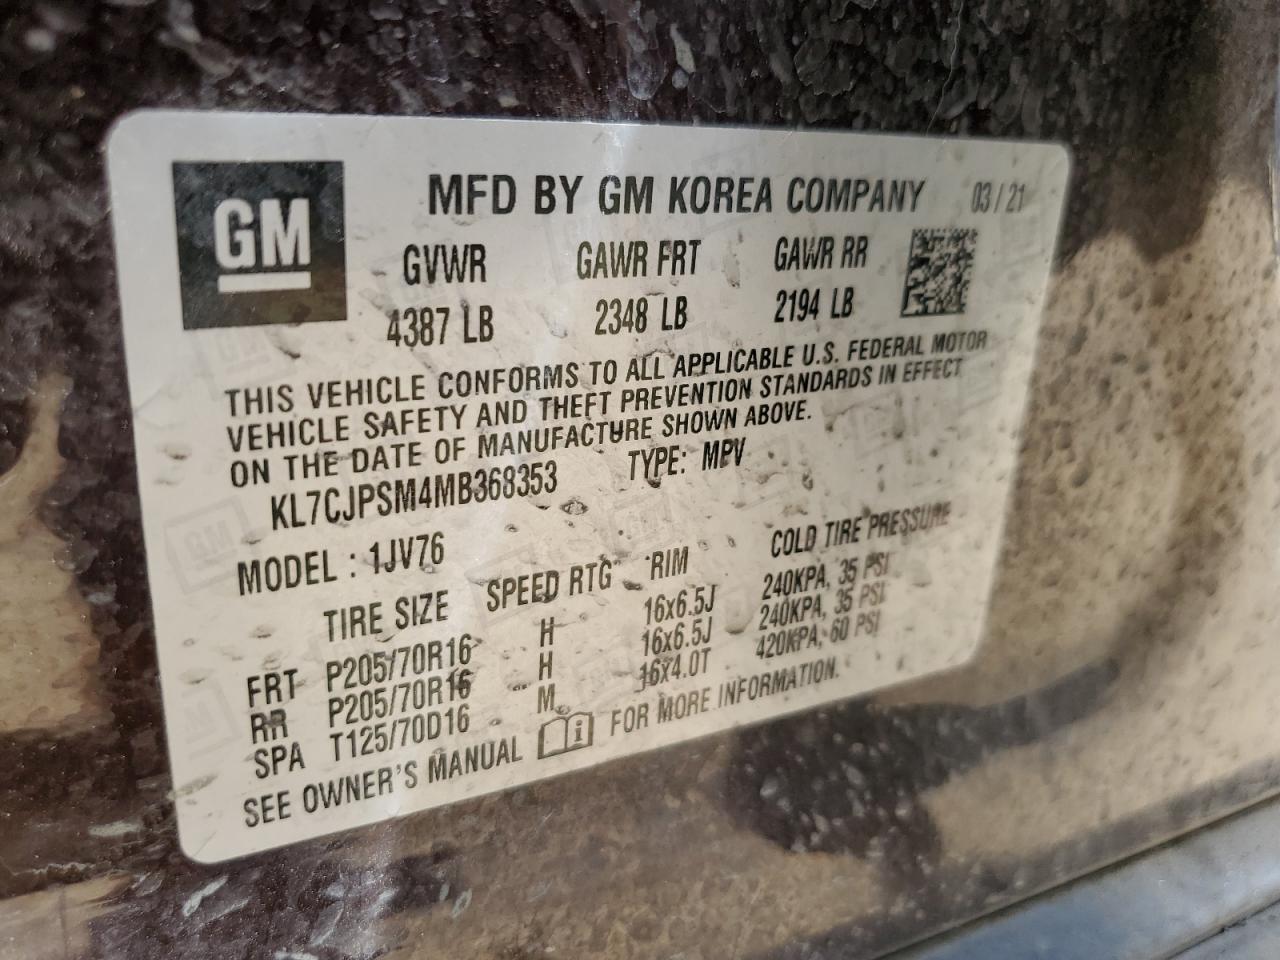 GM
MFD BY GM KOREA COMPANY 03/21
GVWR GAWR FRT GAWR RR
4387 LB 2348 LB 2194 LB
THIS VEHICLE CONFORMS TO ALL APPLICABLE U.S. FEDERAL MOTOR
VEHICLE SAFETY AND THEFT PREVENTION STANDARDS IN EFFECT
ON THE DATE OF MANUFACTURE SHOWN ABOVE.
KL7CJPSM4MB368353 TYPE: MPV
MODEL : 1JV76
TIRE SIZE SPEED RTG RIM COLD TIRE PRESSURE
FRT P205/70R16 H 16x6.5J 240KPA, 35 PSI
RR P205/70R16 H 16x6.5J 240KPA, 35 PSI
SPA T125/70D16 M 16x4.0T 420KPA, 60 PSI
SEE OWNER'S MANUAL FOR MORE INFORMATION.